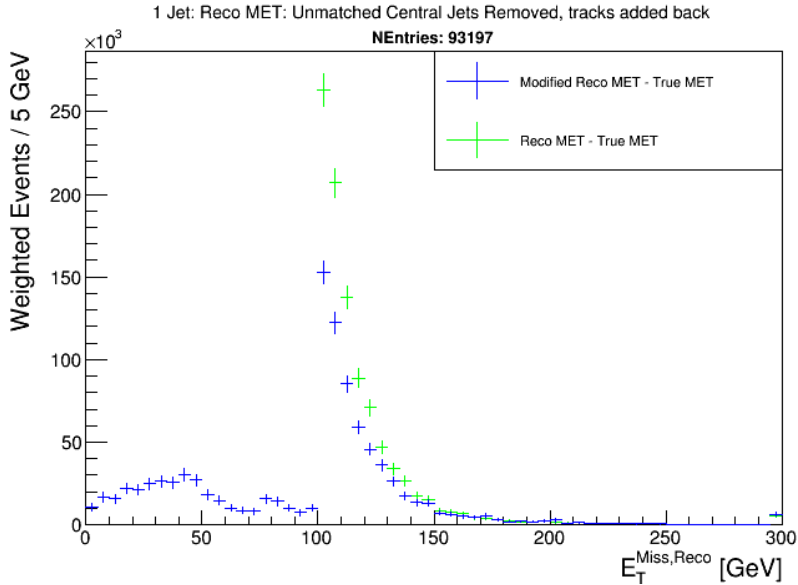 1 Jet: Reco MET: Unmatched Central Jets Removed, tracks added back
NEntries: 93197
×10³
Weighted Events / 5 GeV
250
200
150
100
50
0
Modified Reco MET - True MET
Reco MET - True MET
0 50 100 150 200 250 300
E_T^Miss,Reco [GeV]